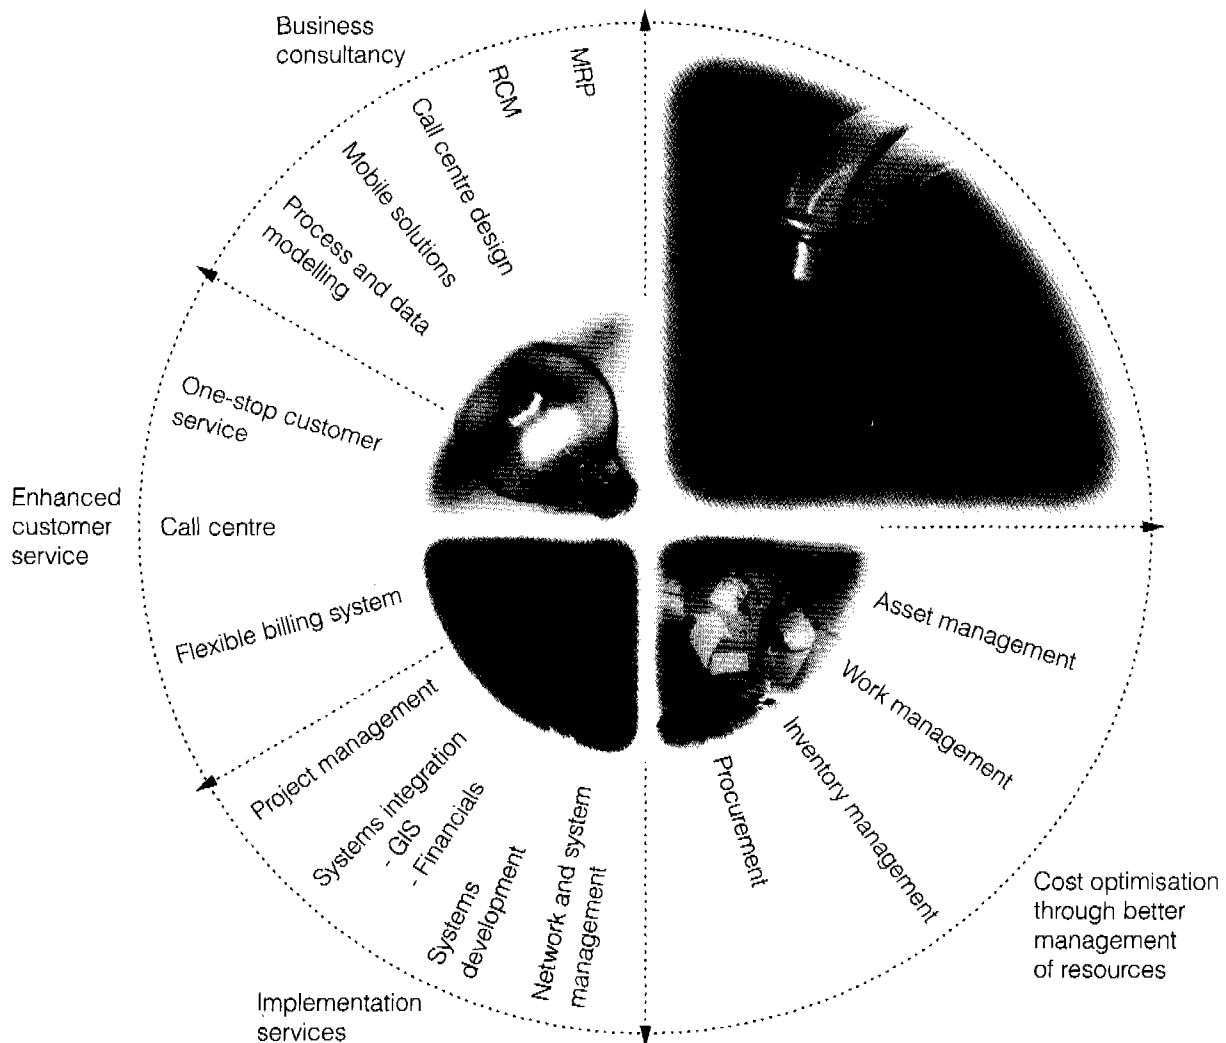 Business
consultancy
MRP
RCM
Call centre design
Mobile solutions
Process and data
modelling
One-stop customer
service
Enhanced
customer
service
Call centre
Flexible billing system
Project management
Systems integration
- GIS
- Financials
Systems
development
Network and system
management
Implementation
services
Asset management
Work management
Inventory management
Procurement
Cost optimisation
through better
management
of resources